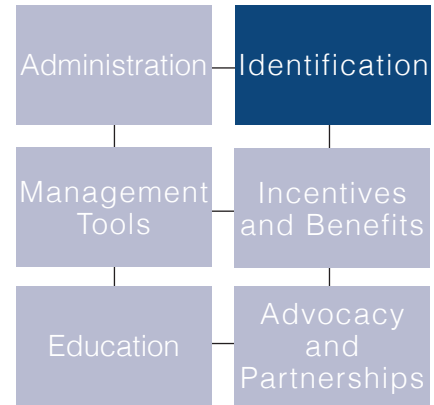 Administration
Identification
Management
Tools
Incentives
and Benefits
Education
Advocacy
and
Partnerships